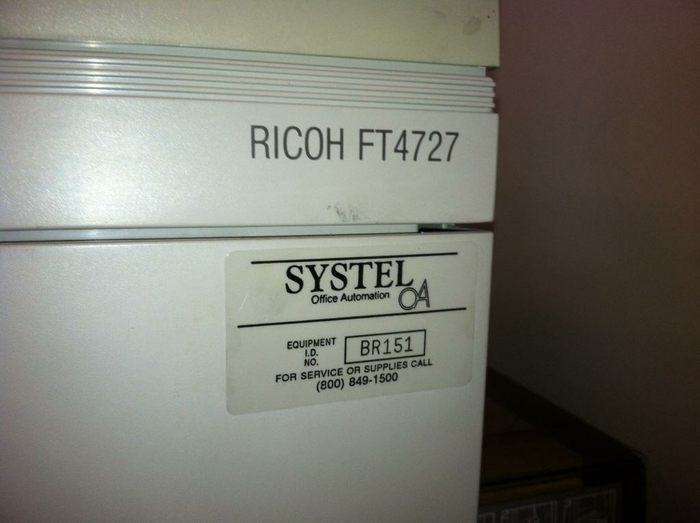 RICOH FT4727
SYSTEL
Office Automation OA
EQUIPMENT
I.D.
NO.
BR151
FOR SERVICE OR SUPPLIES CALL
(800) 849-1500